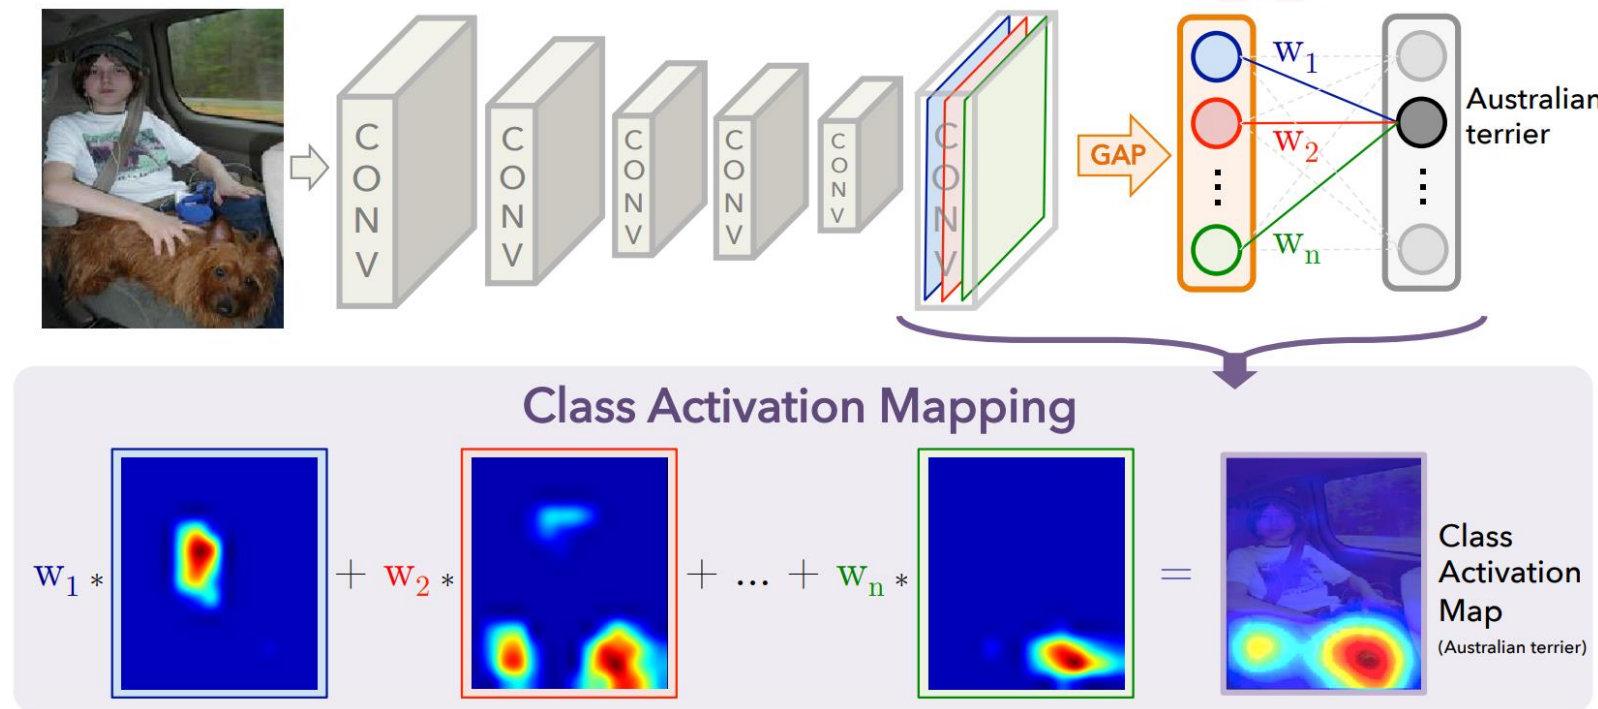 CONV
CONV
CONV
CONV
CONV
CONV
GAP
w1
w2
wn
Australian
terrier
Class Activation Mapping
w1 * + w2 * + ... + wn * =
Class
Activation
Map
(Australian terrier)